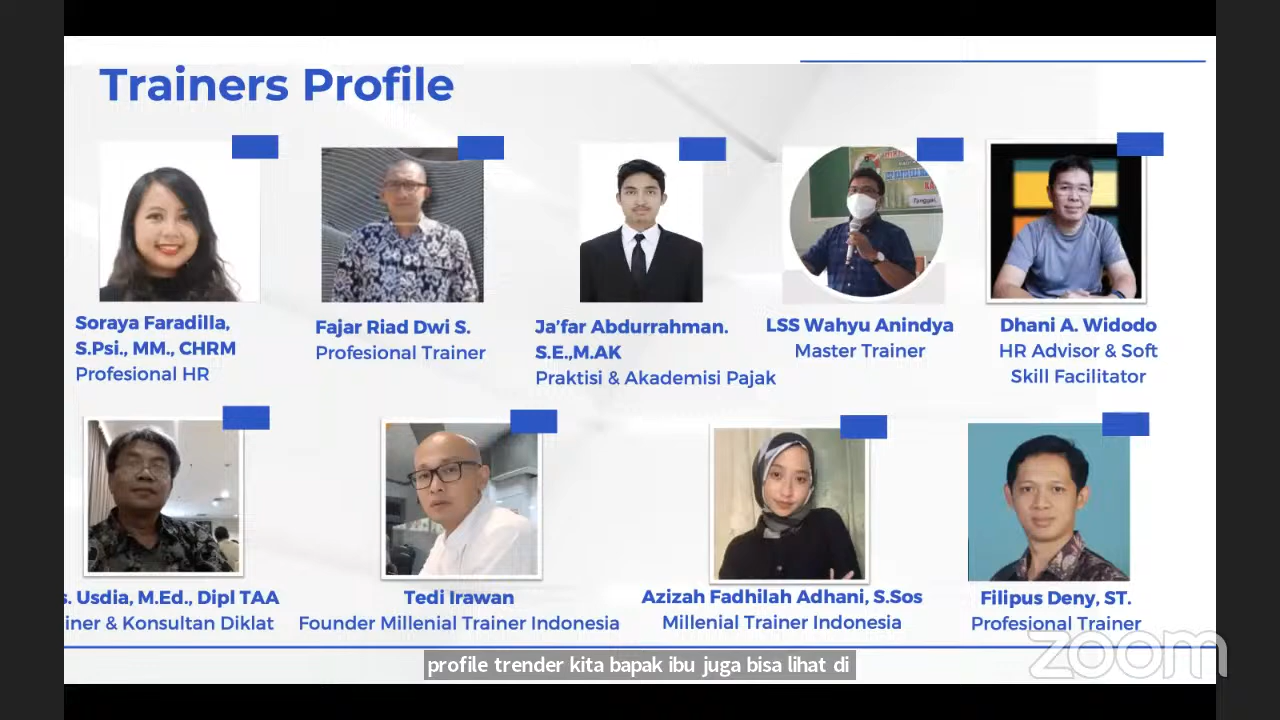 Trainers Profile
Soraya Faradilla,
S.Psi., MM., CHRM
Profesional HR
Fajar Riad Dwi S.
Profesional Trainer
Ja'far Abdurrahman.
S.E.,M.AK
Praktisi & Akademisi Pajak
LSS Wahyu Anindya
Master Trainer
Dhani A. Widodo
HR Advisor & Soft
Skill Facilitator
s. Usdia, M.Ed., Dipl TAA
iner & Konsultan Diklat
Tedi Irawan
Founder Millenial Trainer Indonesia
Azizah Fadhilah Adhani, S.Sos
Millenial Trainer Indonesia
Filipus Deny, ST.
Profesional Trainer
zoom
profile trender kita bapak ibu juga bisa lihat di